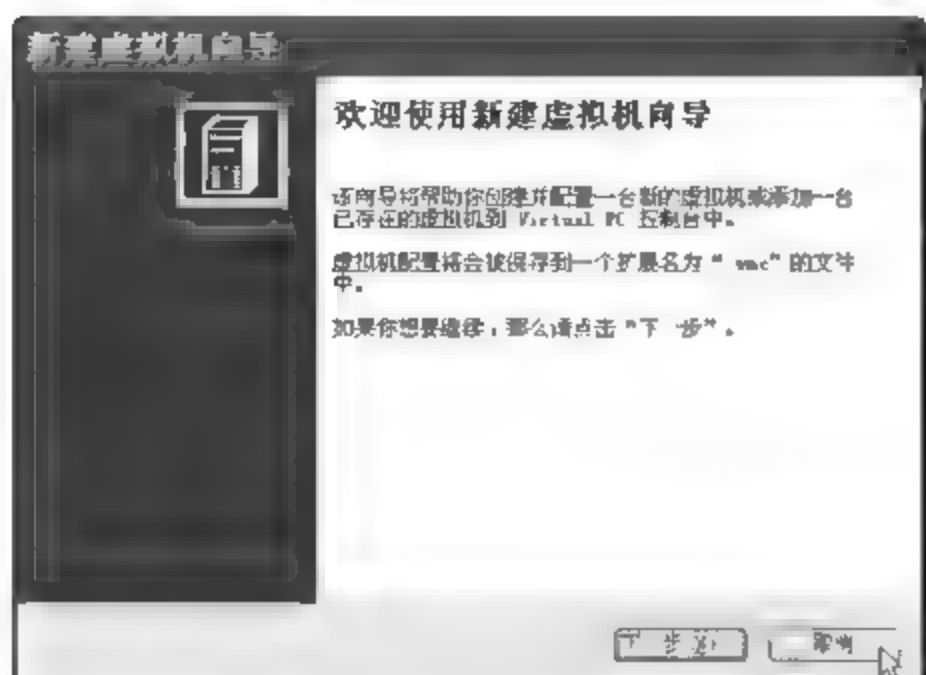 新建虚拟机向导
欢迎使用新建虚拟机向导
该向导将帮助你创建并配置一台新的虚拟机或添加一台
已存在的虚拟机到 Virtual PC 控制台中。
虚拟机配置将会被保存到一个扩展名为“ vmc”的文件
中。
如果你想要继续,那么请点击“下一步”。
下一步
取消